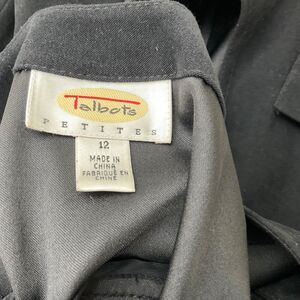 Talbots
PETITES
12
MADE IN
CHINA
FABRIQUÉ EN
CHINE